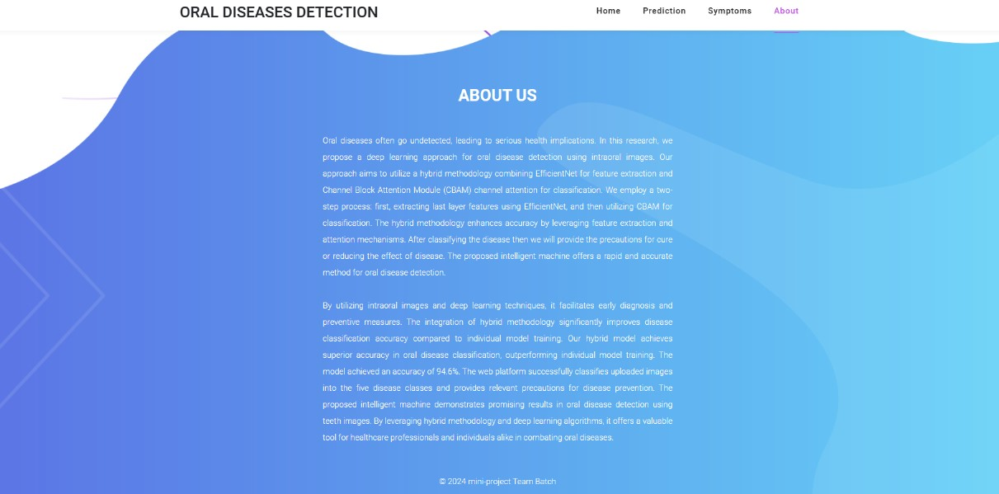 ORAL DISEASES DETECTION
Home Prediction Symptoms About
ABOUT US
Oral diseases often go undetected, leading to serious health implications. In this research, we
propose a deep learning approach for oral disease detection using intraoral images. Our
approach aims to utilize a hybrid methodology combining EfficientNet for feature extraction and
Channel Block Attention Module (CBAM) channel attention for classification. We employ a two-
step process: first, extracting last layer features using EfficientNet, and then utilizing CBAM for
classification. The hybrid methodology enhances accuracy by leveraging feature extraction and
attention mechanisms. After classifying the disease then we will provide the precautions for cure
or reducing the effect of disease. The proposed intelligent machine offers a rapid and accurate
method for oral disease detection.
By utilizing intraoral images and deep learning techniques, it facilitates early diagnosis and
preventive measures. The integration of hybrid methodology significantly improves disease
classification accuracy compared to individual model training. Our hybrid model achieves
superior accuracy in oral disease classification, outperforming individual model training. The
model achieved an accuracy of 94.6%. The web platform successfully classifies uploaded images
into the five disease classes and provides relevant precautions for disease prevention. The
proposed intelligent machine demonstrates promising results in oral disease detection using
teeth images. By leveraging hybrid methodology and deep learning algorithms, it offers a valuable
tool for healthcare professionals and individuals alike in combating oral diseases.
© 2024 mini-project Team Batch